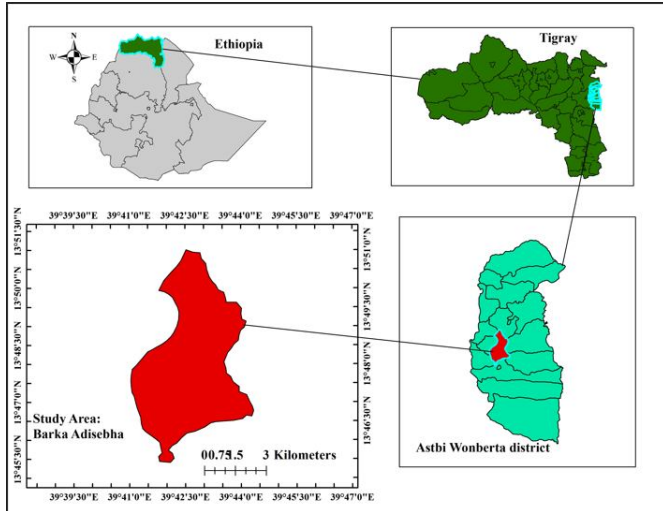 N
W E
S
Ethiopia
Tigray
39°39'30"E 39°41'0"E 39°42'30"E 39°44'0"E 39°45'30"E 39°47'0"E
13°51'30"N
13°50'0"N
13°48'30"N
13°47'0"N
13°45'30"N
13°51'0"N
13°49'30"N
13°48'0"N
13°46'30"N
Study Area:
Barka Adisebha
00.751.5 3 Kilometers
39°39'30"E 39°41'0"E 39°42'30"E 39°44'0"E 39°45'30"E 39°47'0"E
Astbi Wonberta district